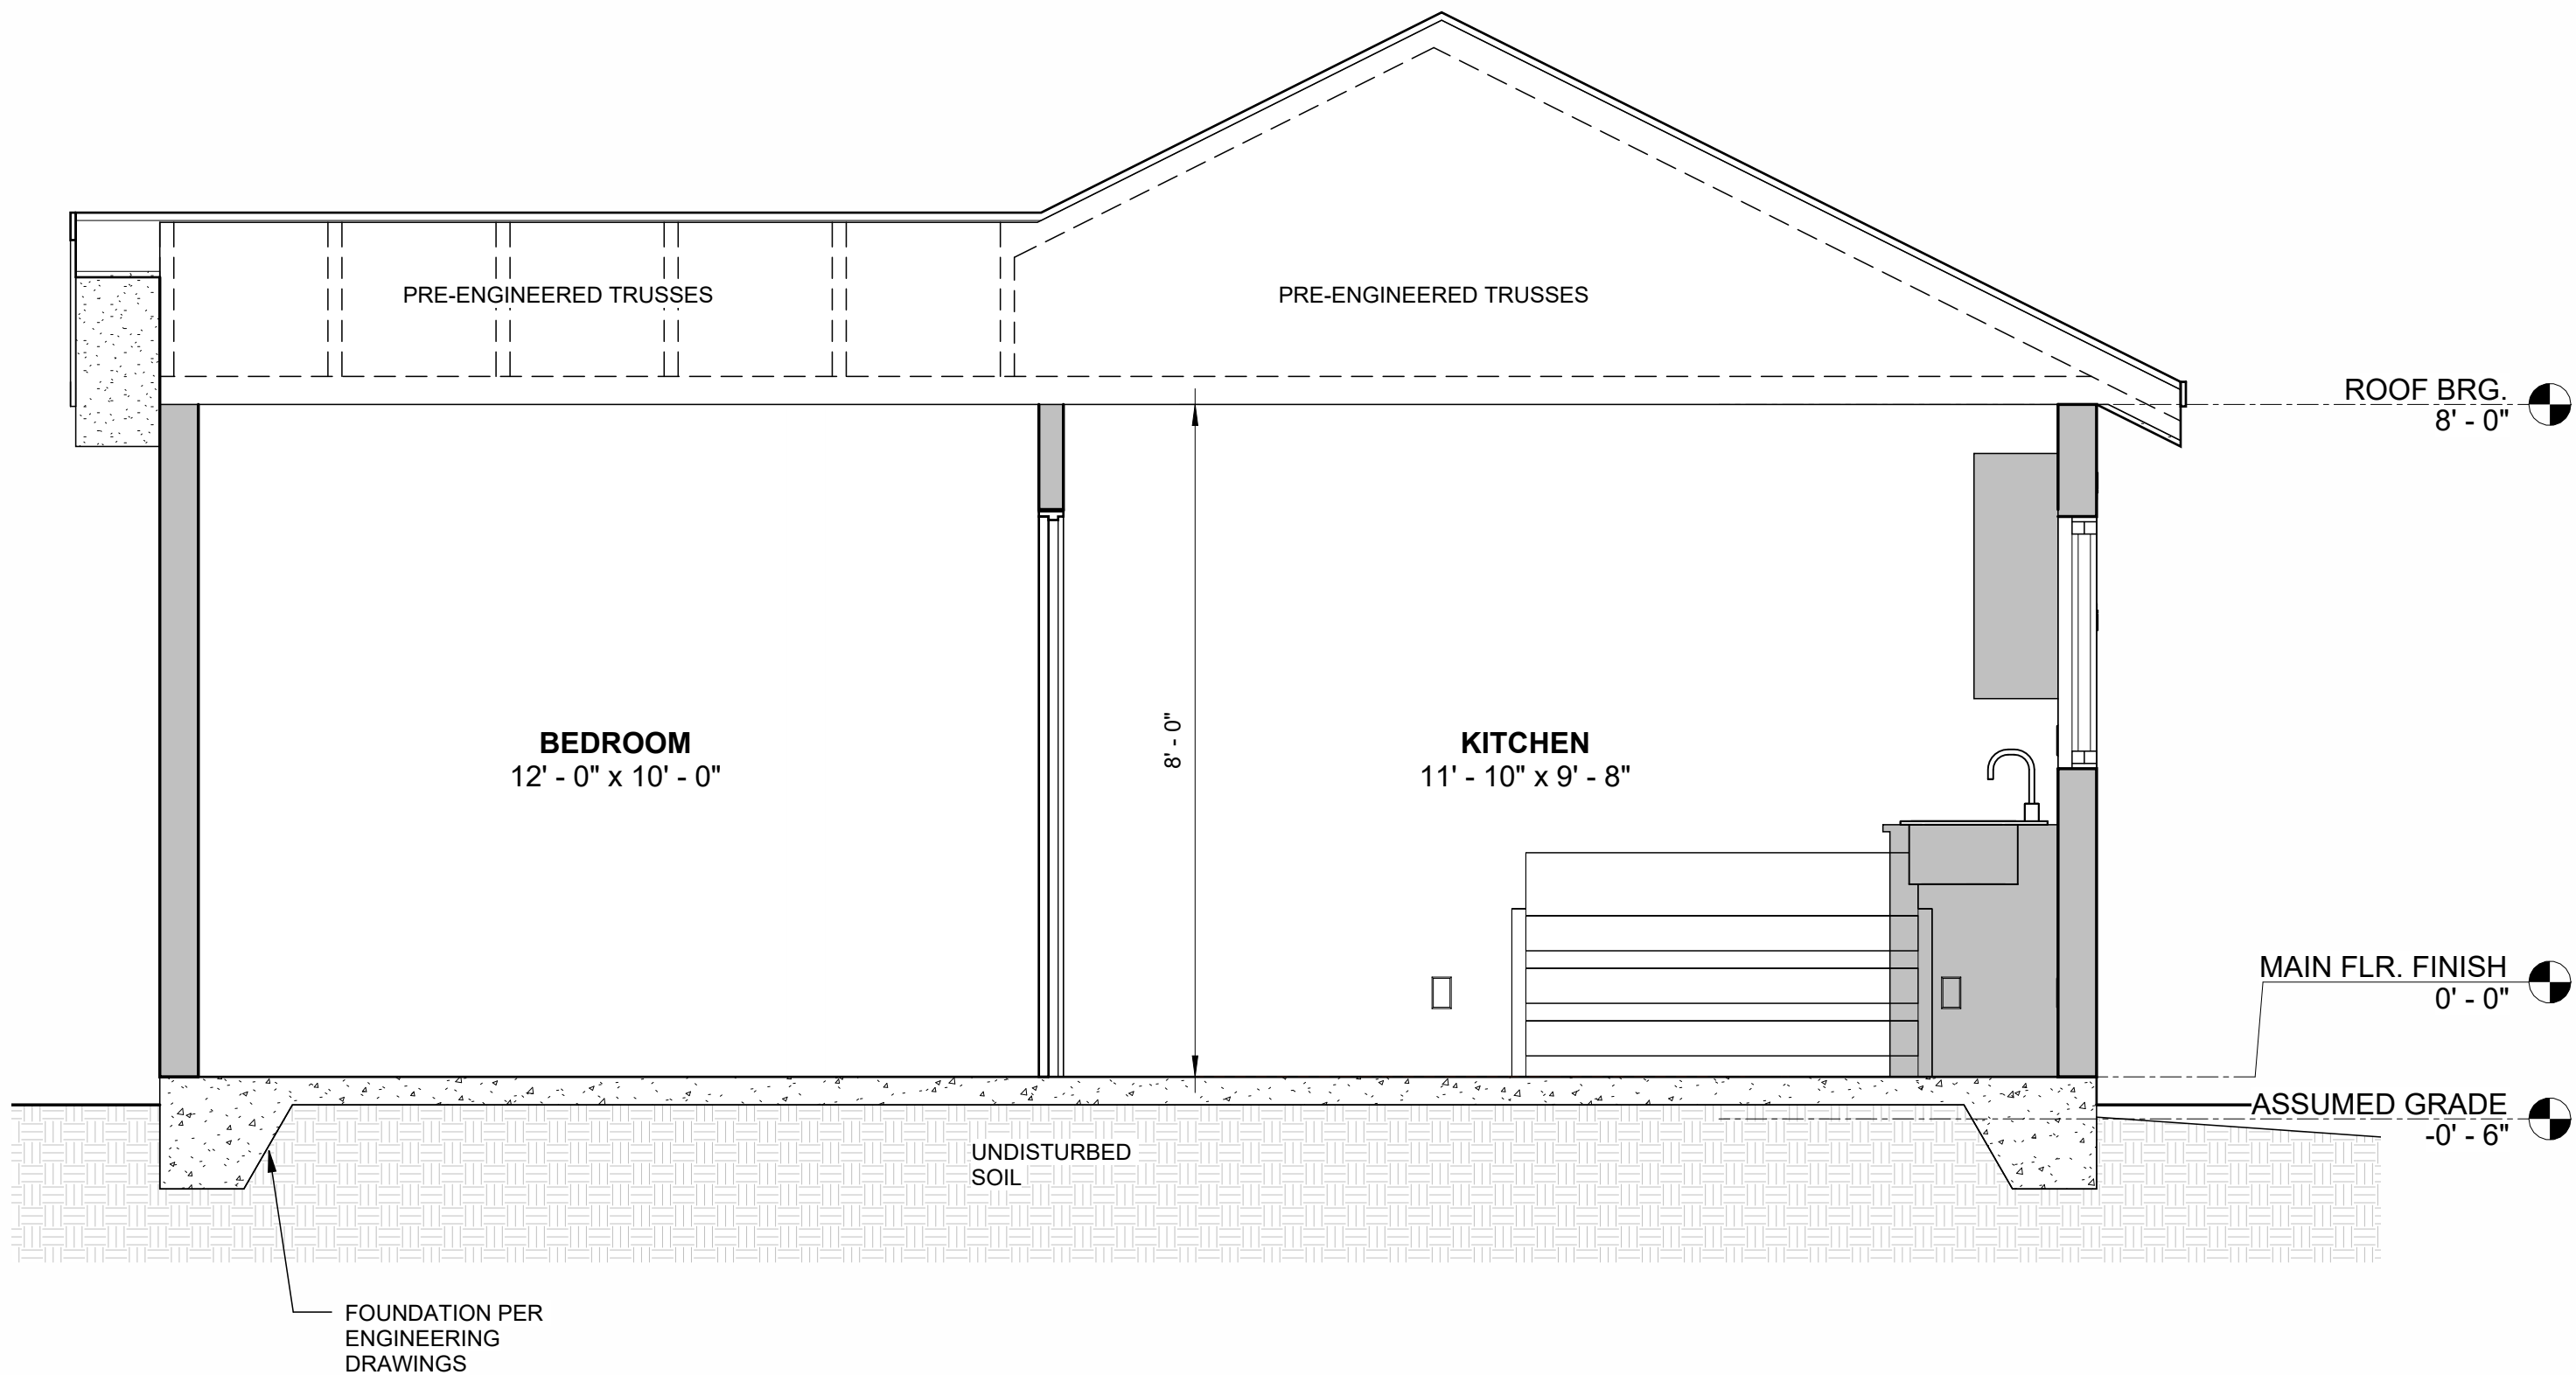 PRE-ENGINEERED TRUSSES
PRE-ENGINEERED TRUSSES
ROOF BRG.
8' - 0"
BEDROOM
12' - 0" x 10' - 0"
8' - 0"
KITCHEN
11' - 10" x 9' - 8"
MAIN FLR. FINISH
0' - 0"
ASSUMED GRADE
-0' - 6"
UNDISTURBED
SOIL
FOUNDATION PER
ENGINEERING
DRAWINGS